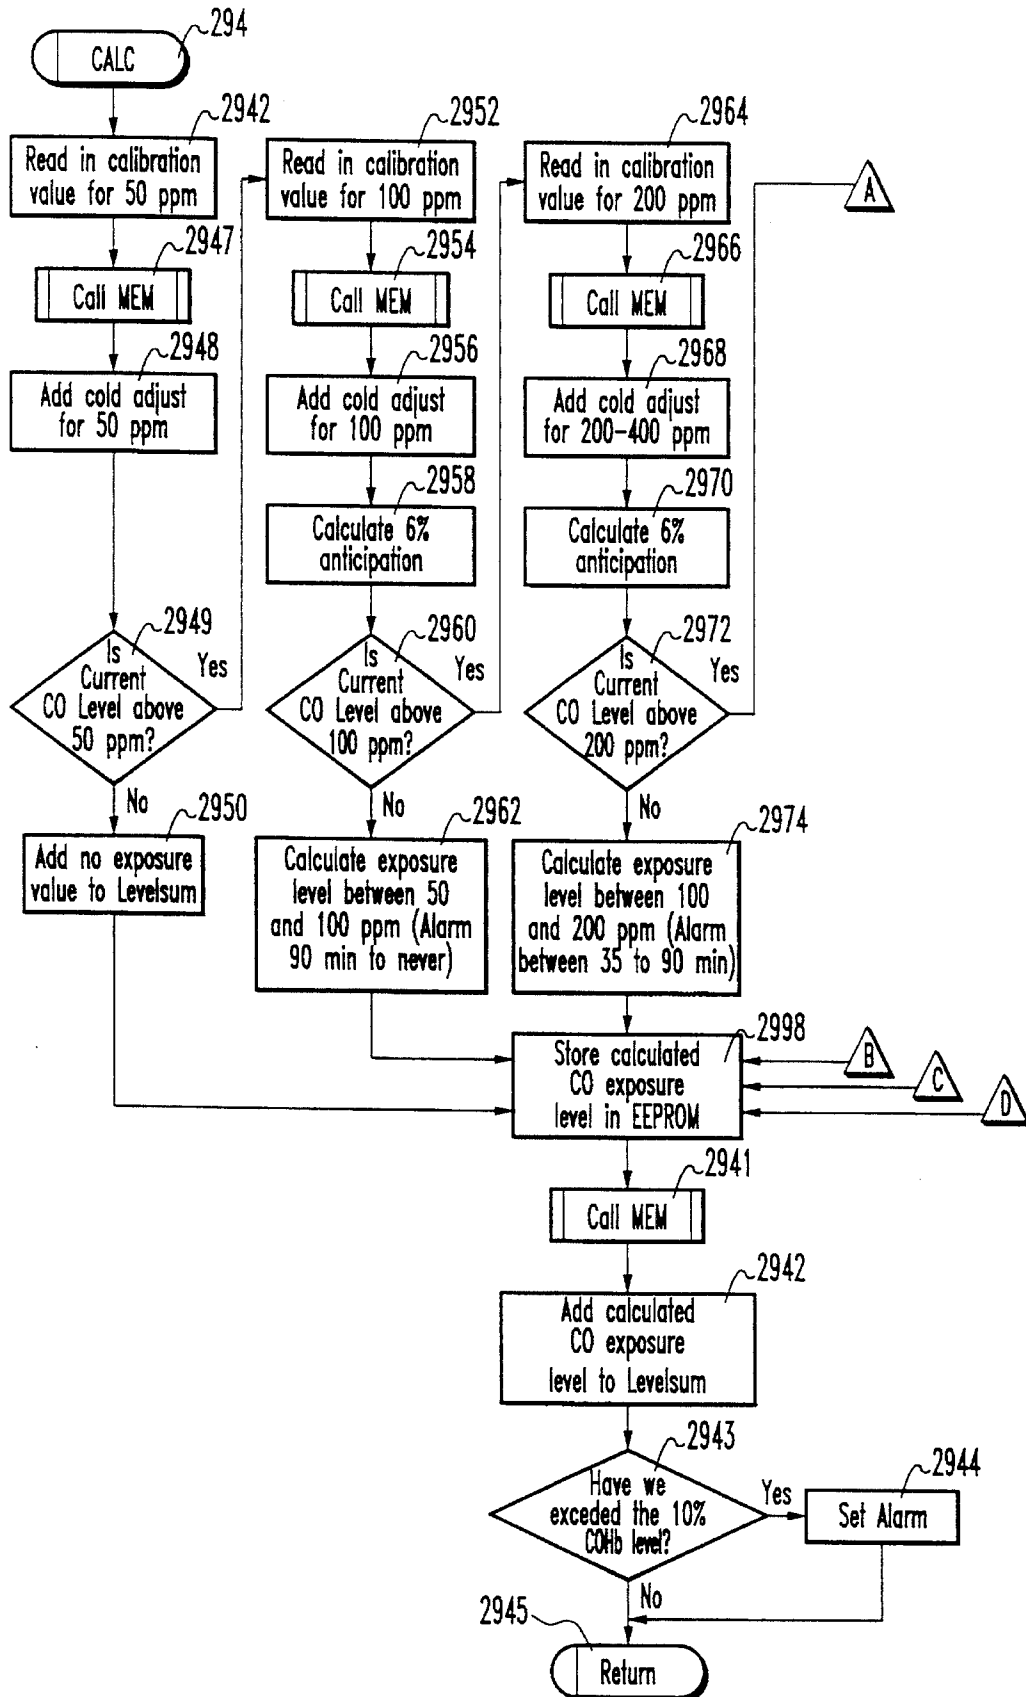 294
CALC
2942
Read in calibration
value for 50 ppm
2947
Call MEM
2948
Add cold adjust
for 50 ppm
2949
Is
Current
CO Level above
50 ppm?
Yes
No
2950
Add no exposure
value to Levelsum
2952
Read in calibration
value for 100 ppm
2954
Call MEM
2956
Add cold adjust
for 100 ppm
2958
Calculate 6%
anticipation
2960
Is
Current
CO Level above
100 ppm?
Yes
No
2962
Calculate exposure
level between 50
and 100 ppm (Alarm
90 min to never)
2964
Read in calibration
value for 200 ppm
2966
Call MEM
2968
Add cold adjust
for 200-400 ppm
2970
Calculate 6%
anticipation
2972
Is
Current
CO Level above
200 ppm?
Yes
No
2974
Calculate exposure
level between 100
and 200 ppm (Alarm
between 35 to 90 min)
A
2998
Store calculated
CO exposure
level in EEPROM
B
C
D
2941
Call MEM
2942
Add calculated
CO exposure
level to Levelsum
2943
Have we
exceded the 10%
COHb level?
Yes
2944
Set Alarm
No
2945
Return